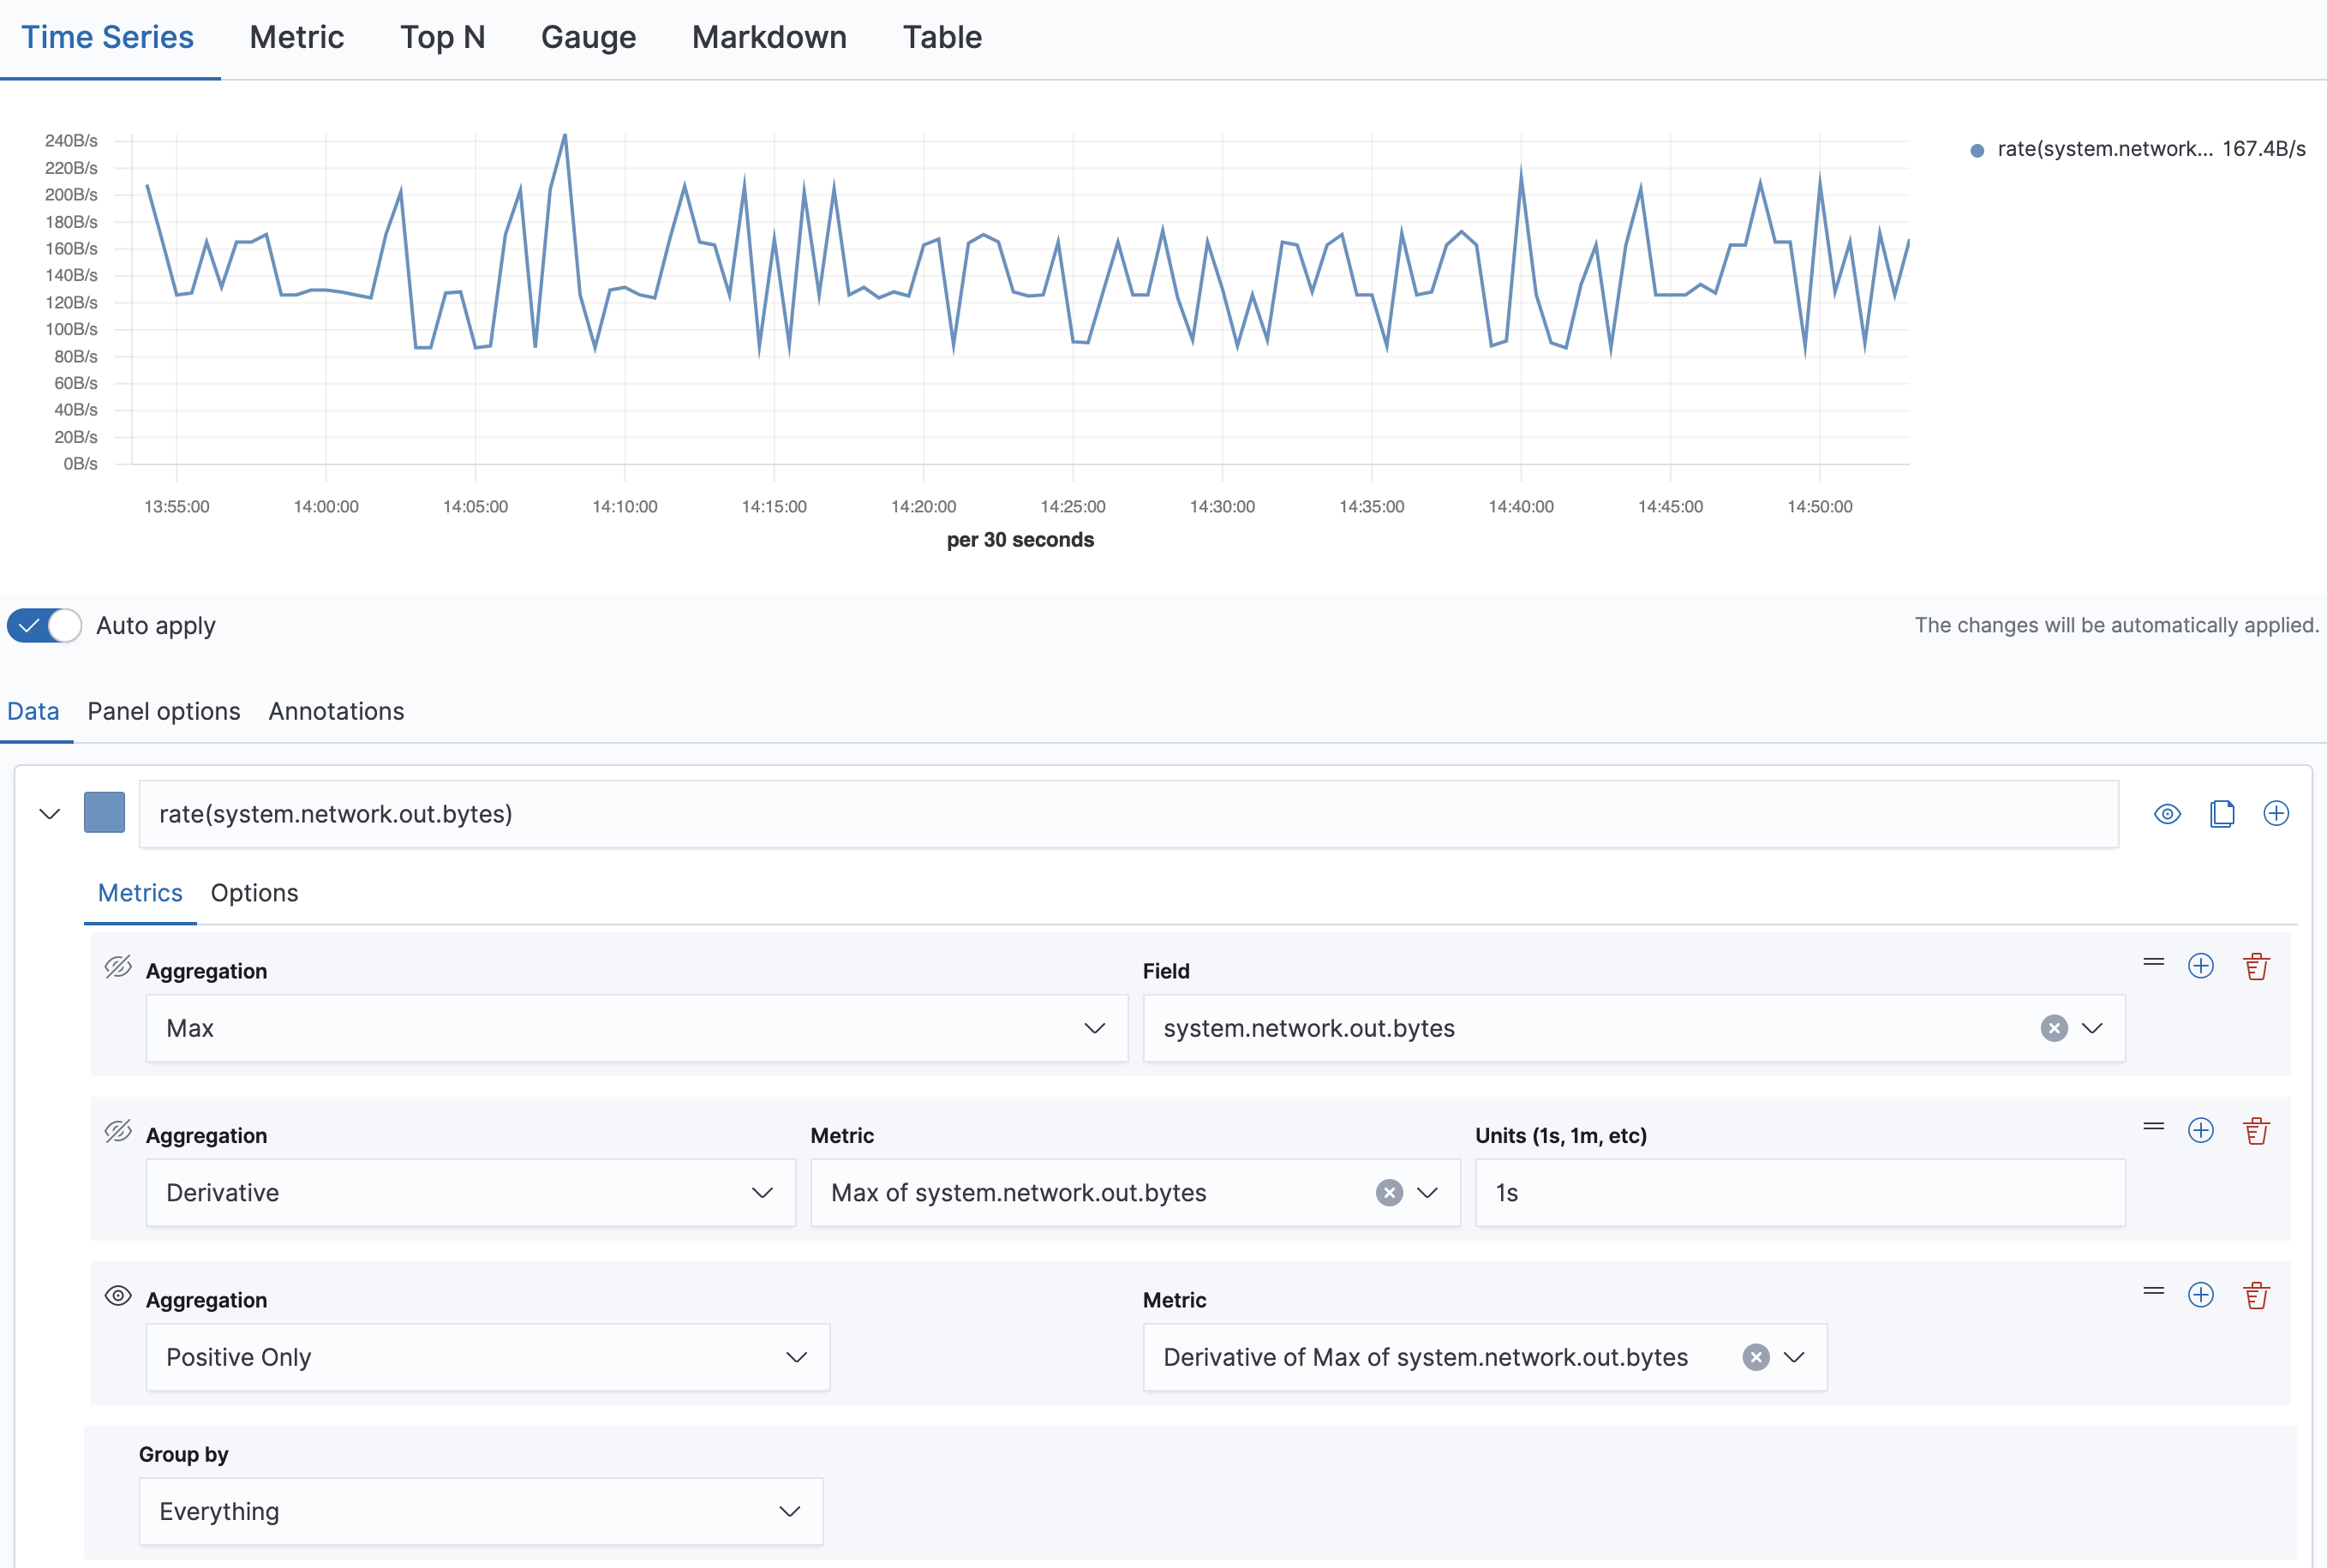 Time Series Metric Top N Gauge Markdown Table
240B/s
220B/s
200B/s
180B/s
160B/s
140B/s
120B/s
100B/s
80B/s
60B/s
40B/s
20B/s
0B/s
13:55:00 14:00:00 14:05:00 14:10:00 14:15:00 14:20:00 14:25:00 14:30:00 14:35:00 14:40:00 14:45:00 14:50:00
per 30 seconds
rate(system.network... 167.4B/s
Auto apply
The changes will be automatically applied.
Data Panel options Annotations
rate(system.network.out.bytes)
Metrics Options
Aggregation Field
Max system.network.out.bytes
Aggregation Metric Units (1s, 1m, etc)
Derivative Max of system.network.out.bytes 1s
Aggregation Metric
Positive Only Derivative of Max of system.network.out.bytes
Group by
Everything